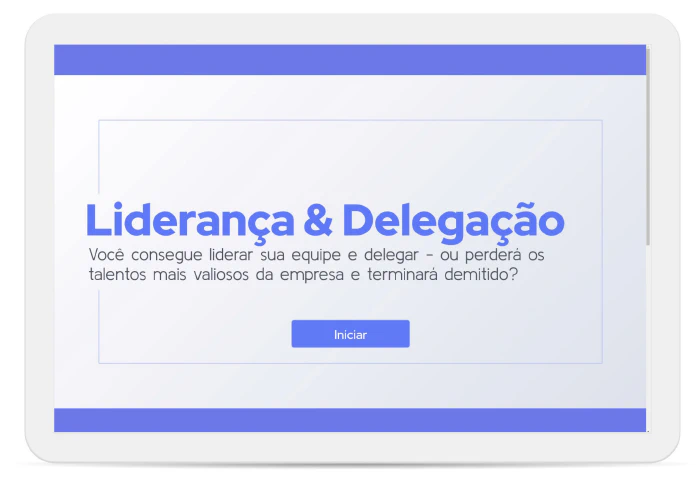 Liderança & Delegação
Você consegue liderar sua equipe e delegar - ou perderá os
talentos mais valiosos da empresa e terminará demitido?
Iniciar